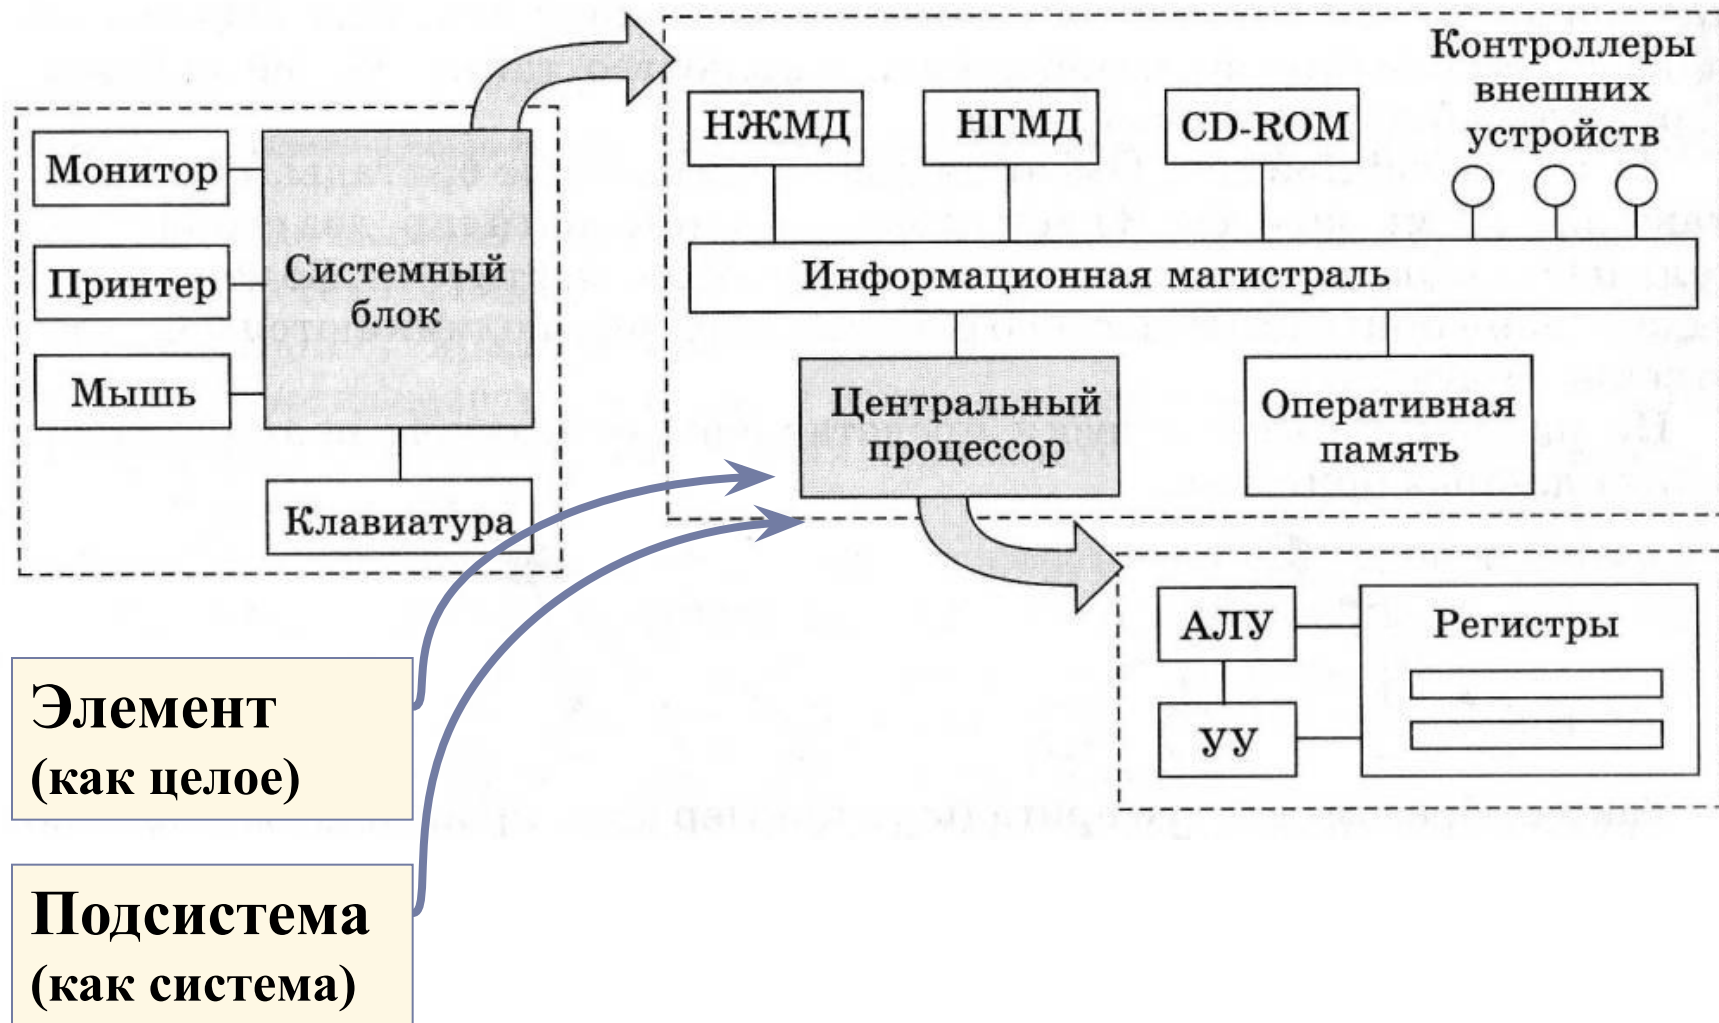 Монитор
Принтер
Мышь
Системный
блок
Клавиатура
НЖМД
НГМД
CD-ROM
Контроллеры
внешних
устройств
Информационная магистраль
Центральный
процессор
Оперативная
память
АЛУ
УУ
Регистры
Элемент
(как целое)
Подсистема
(как система)